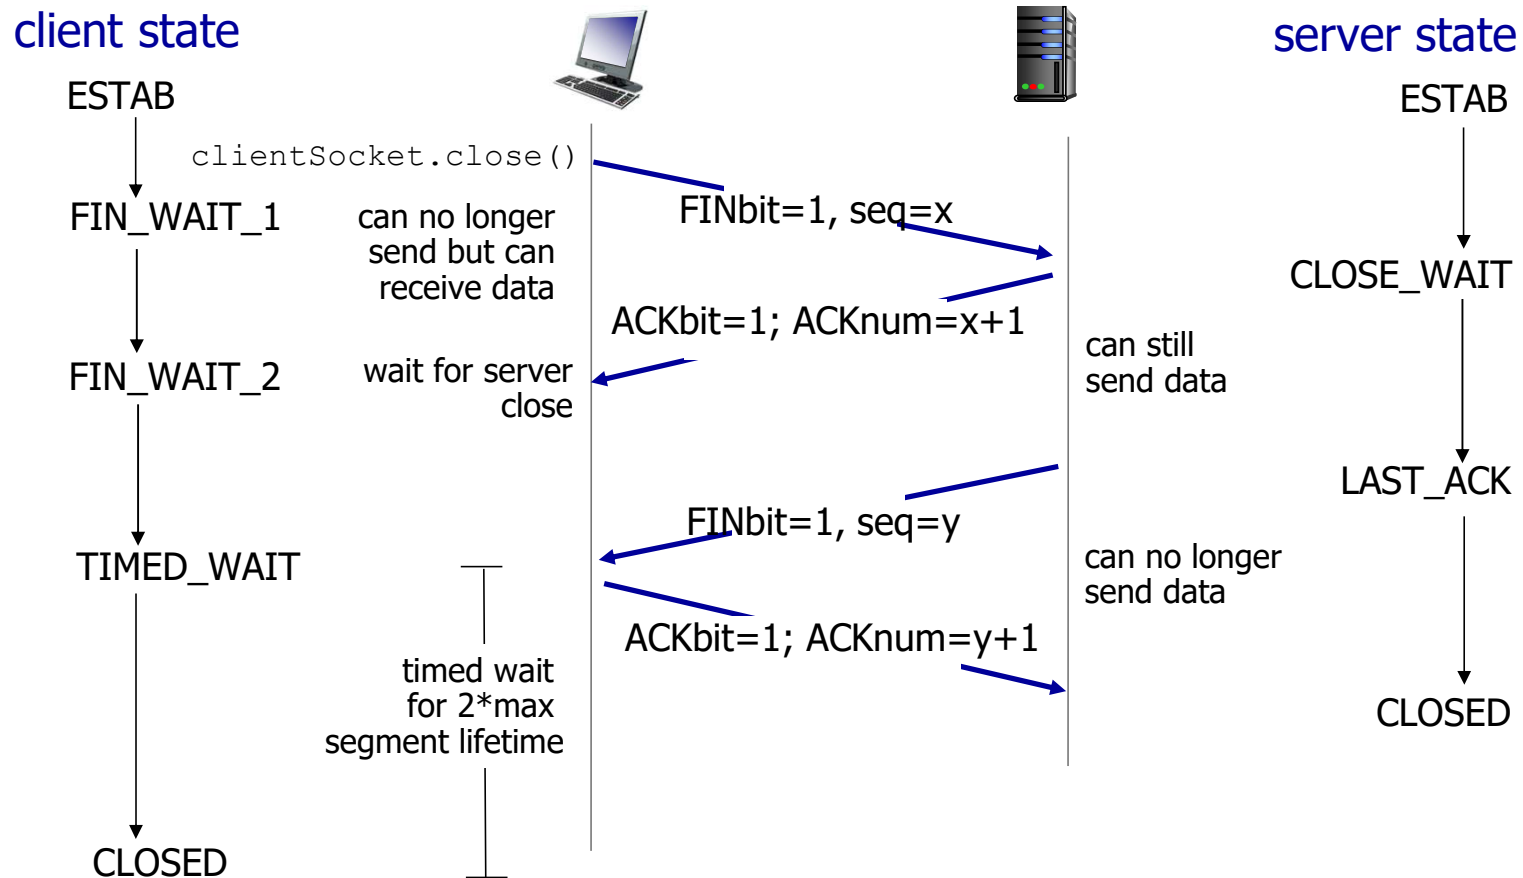 client state
server state
ESTAB
ESTAB
clientSocket.close()
FIN_WAIT_1
can no longer
send but can
receive data
FINbit=1, seq=x
CLOSE_WAIT
ACKbit=1; ACKnum=x+1
can still
send data
FIN_WAIT_2
wait for server
close
LAST_ACK
FINbit=1, seq=y
can no longer
send data
TIMED_WAIT
ACKbit=1; ACKnum=y+1
timed wait
for 2*max
segment lifetime
CLOSED
CLOSED